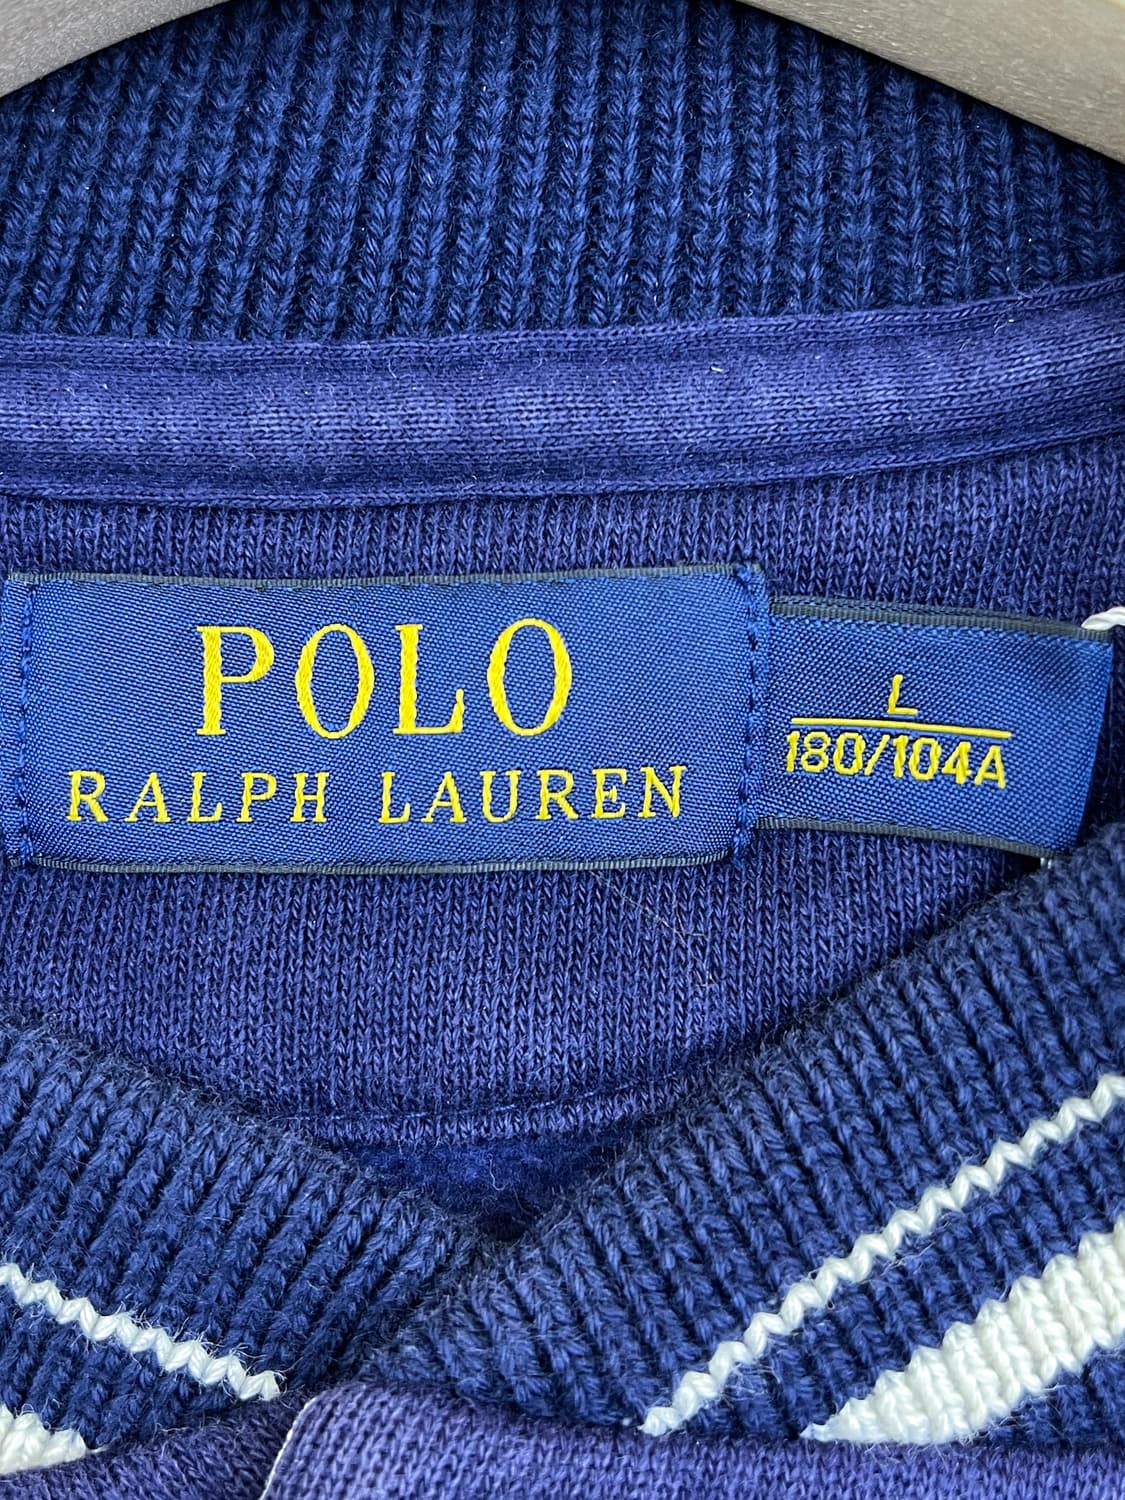 POLO
RALPH LAUREN
L
180/104A